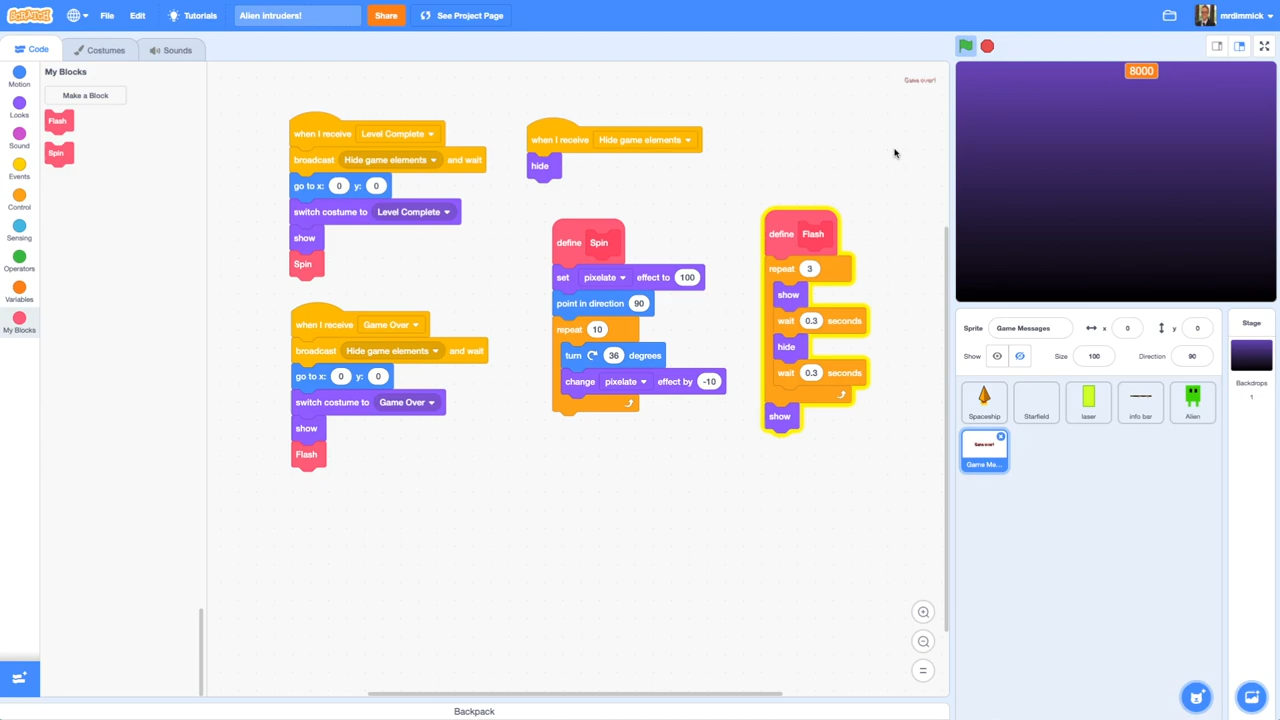 SCRATCH File Edit Tutorials Alien intruders! Share See Project Page mrdimmick
Code Costumes Sounds
Motion
Looks
Sound
Events
Control
Sensing
Operators
Variables
My Blocks
My Blocks
Make a Block
Flash
Spin
when I receive Level Complete
broadcast Hide game elements and wait
go to x: 0 y: 0
switch costume to Level Complete
show
Spin
when I receive Game Over
broadcast Hide game elements and wait
go to x: 0 y: 0
switch costume to Game Over
show
Flash
when I receive Hide game elements
hide
define Spin
set pixelate effect to 100
point in direction 90
repeat 10
turn 36 degrees
change pixelate effect by -10
Game over!
define Flash
repeat 3
show
wait 0.3 seconds
hide
wait 0.3 seconds
show
8000
Sprite Game Messages x 0 y 0
Show Size 100 Direction 90
Spaceship Starfield laser info bar Alien
Game over!
Game Me...
Stage
Backdrops
1
Backpack